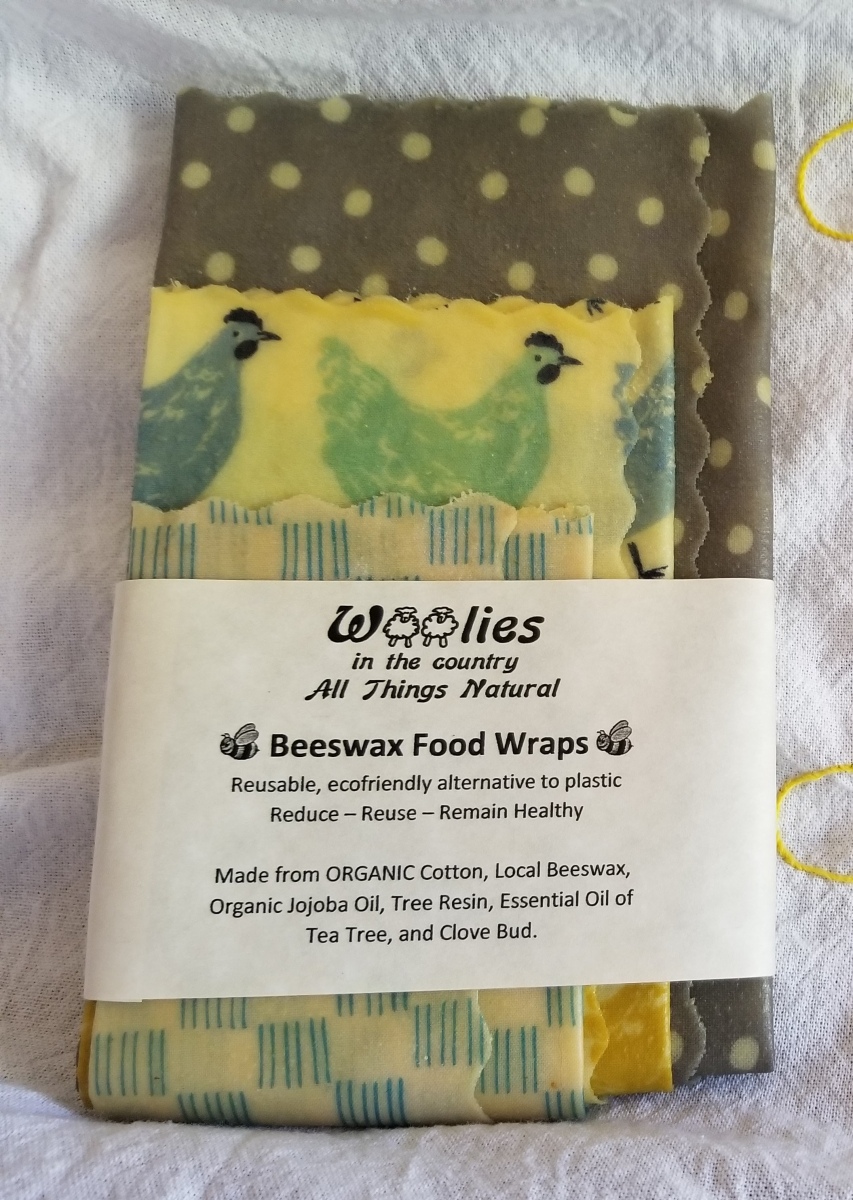 Woolies
in the country
All Things Natural
Beeswax Food Wraps
Reusable, ecofriendly alternative to plastic
Reduce – Reuse – Remain Healthy
Made from ORGANIC Cotton, Local Beeswax,
Organic Jojoba Oil, Tree Resin, Essential Oil of
Tea Tree, and Clove Bud.